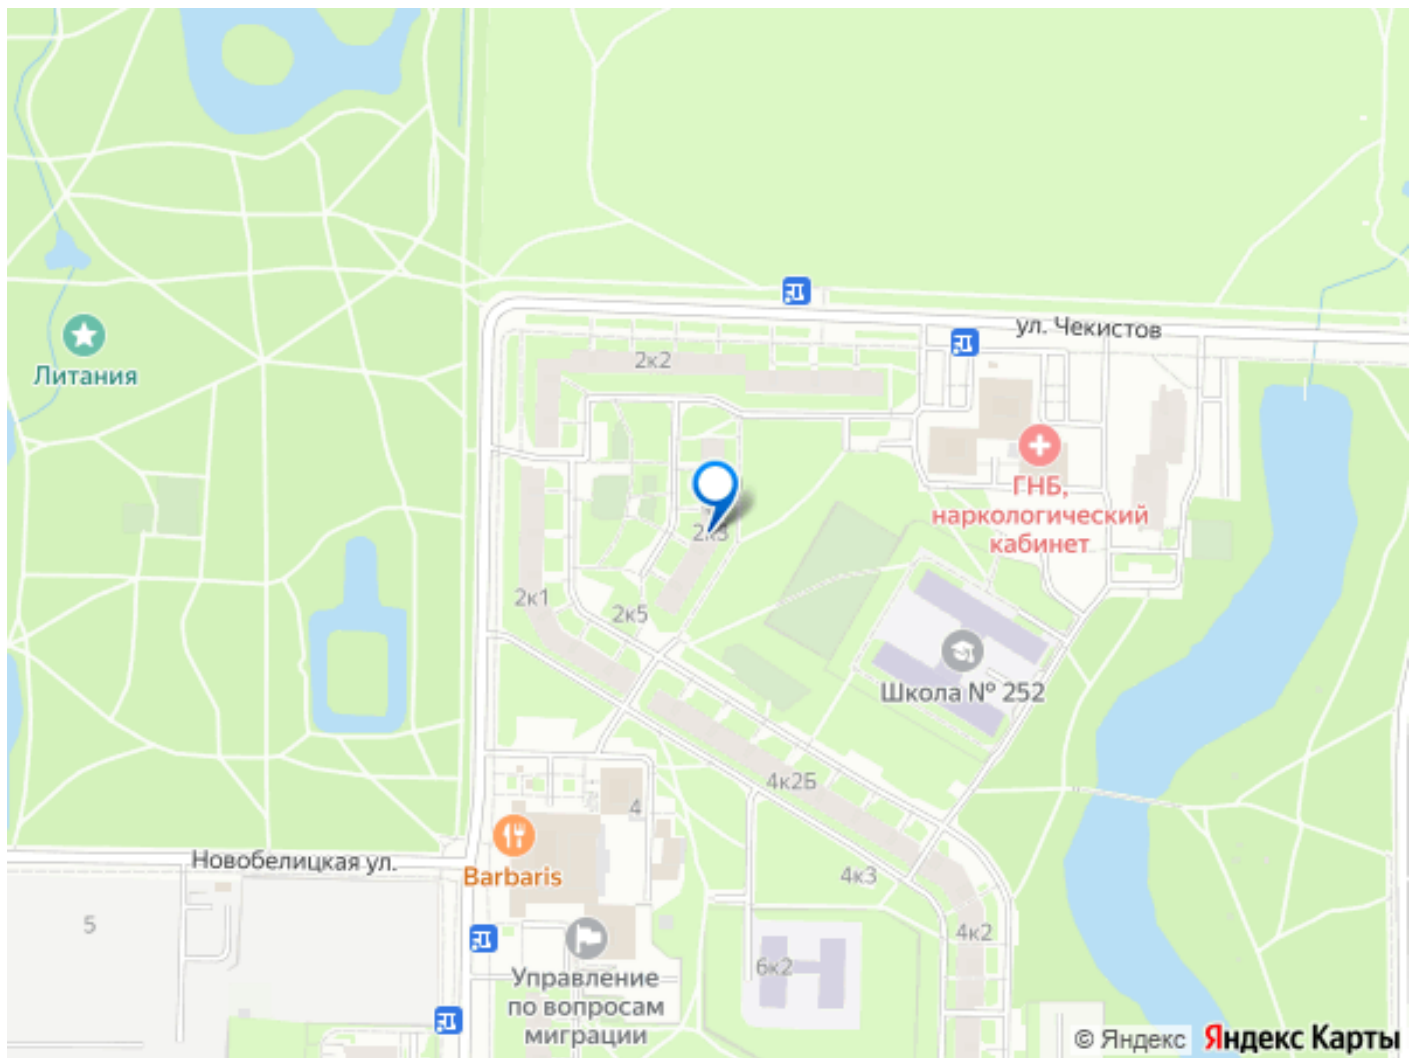 ул. Чекистов
2к2
Литания
ГНБ,
наркологический
кабинет
2к3
2к1
2к5
Школа № 252
4к2Б
4
Новобелицкая ул.
Barbaris
4к3
5
4к2
6к2
Управление
по вопросам
миграции
© Яндекс Яндекс Карты